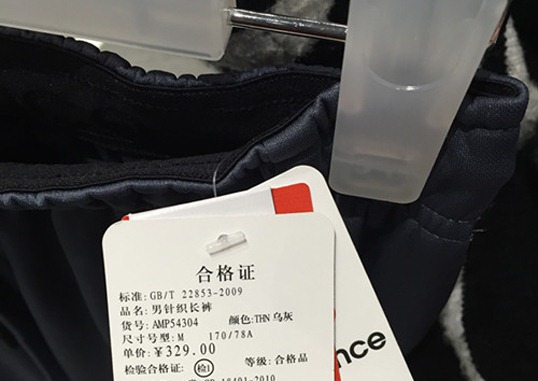 合格证
标准: GB/T 22853-2009
品名: 男针织长裤
货号: AMP54304 颜色: THN 乌灰
尺寸号型: M 170/78A
单价: ¥329.00
检验合格证: 检1 等级: 合格品
18401-2010
nce